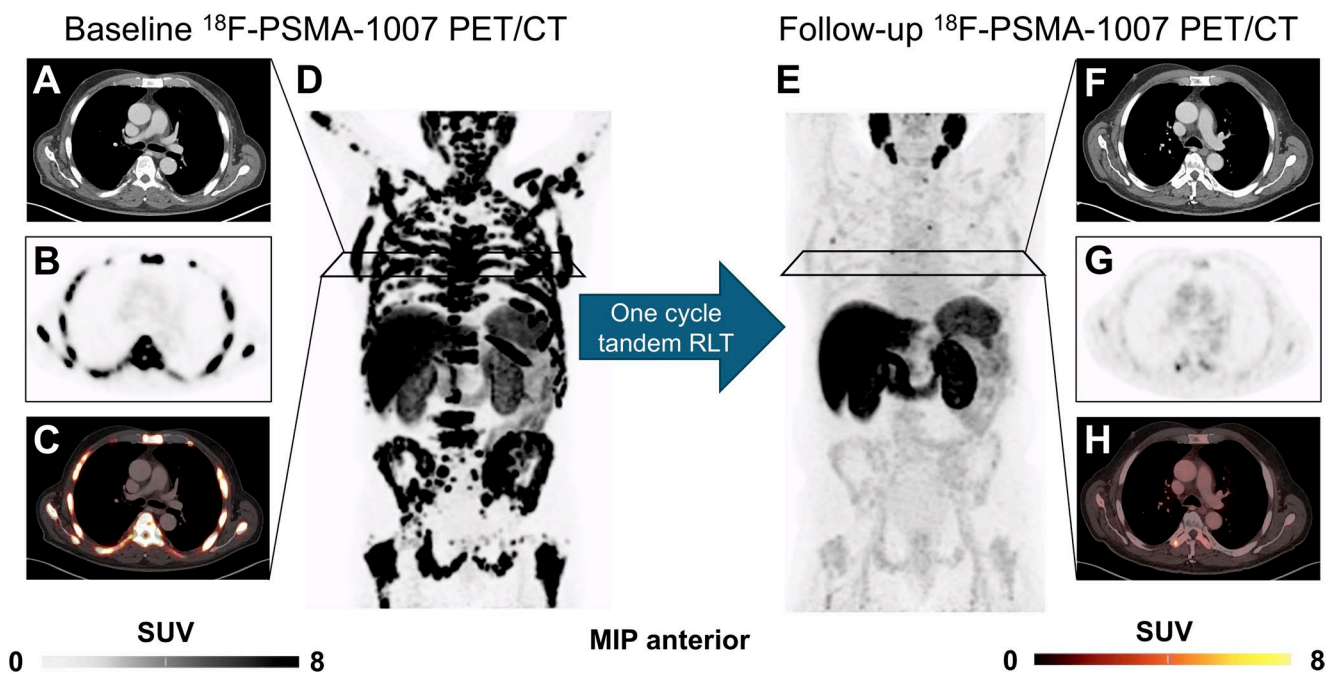 Baseline ¹⁸F-PSMA-1007 PET/CT
Follow-up ¹⁸F-PSMA-1007 PET/CT
A
B
C
D
One cycle
tandem RLT
E
F
G
H
SUV
0
8
MIP anterior
SUV
0
8